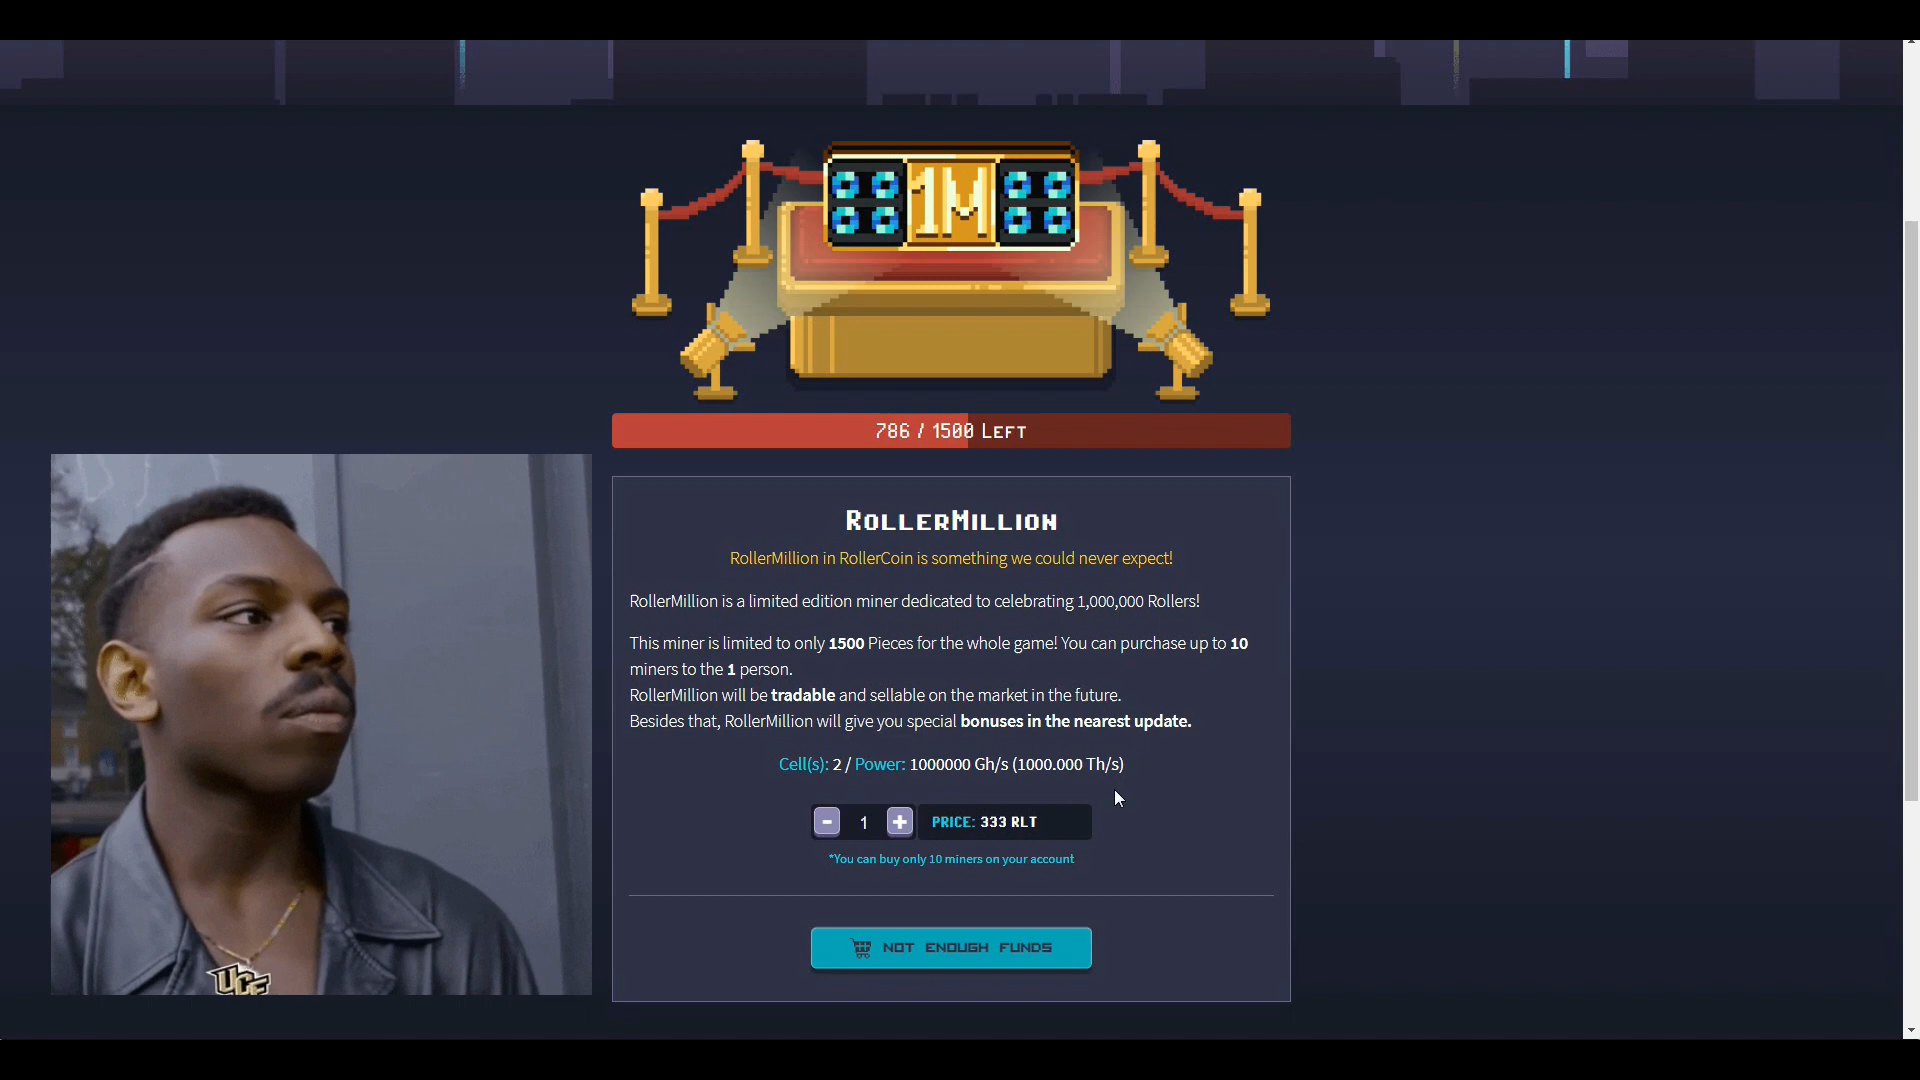 1M
786 / 1500 Left
RollerMillion
RollerMillion in RollerCoin is something we could never expect!
RollerMillion is a limited edition miner dedicated to celebrating 1,000,000 Rollers!
This miner is limited to only 1500 Pieces for the whole game! You can purchase up to 10
miners to the 1 person.
RollerMillion will be tradable and sellable on the market in the future.
Besides that, RollerMillion will give you special bonuses in the nearest update.
Cell(s): 2 / Power: 1000000 Gh/s (1000.000 Th/s)
- 1 + PRICE: 333 RLT
*You can buy only 10 miners on your account
NOT ENOUGH FUNDS
UCF